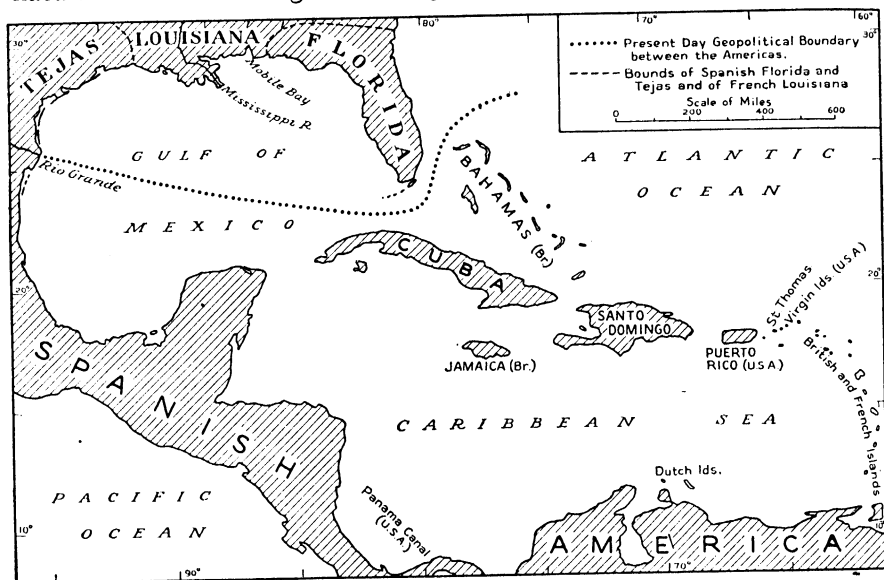 80°
70°
60°
30°
30°
TEJAS
LOUISIANA
FLORIDA
Mobile Bay
Mississippi R
Present Day Geopolitical Boundary
between the Americas.
Bounds of Spanish Florida and
Tejas and of French Louisiana
Scale of Miles
0 200 400 600
GULF OF
MEXICO
Rio Grande
ATLANTIC
OCEAN
BAHAMAS (Br)
CUBA
20°
20°
SANTO
DOMINGO
St Thomas
Virgin Ids. (USA)
JAMAICA (Br.)
PUERTO
RICO (U.S.A)
British and French Islands
SPANISH
CARIBBEAN SEA
PACIFIC
OCEAN
Panama Canal
(U.S.A.)
Dutch Ids.
10°
10°
AMERICA
90°
70°